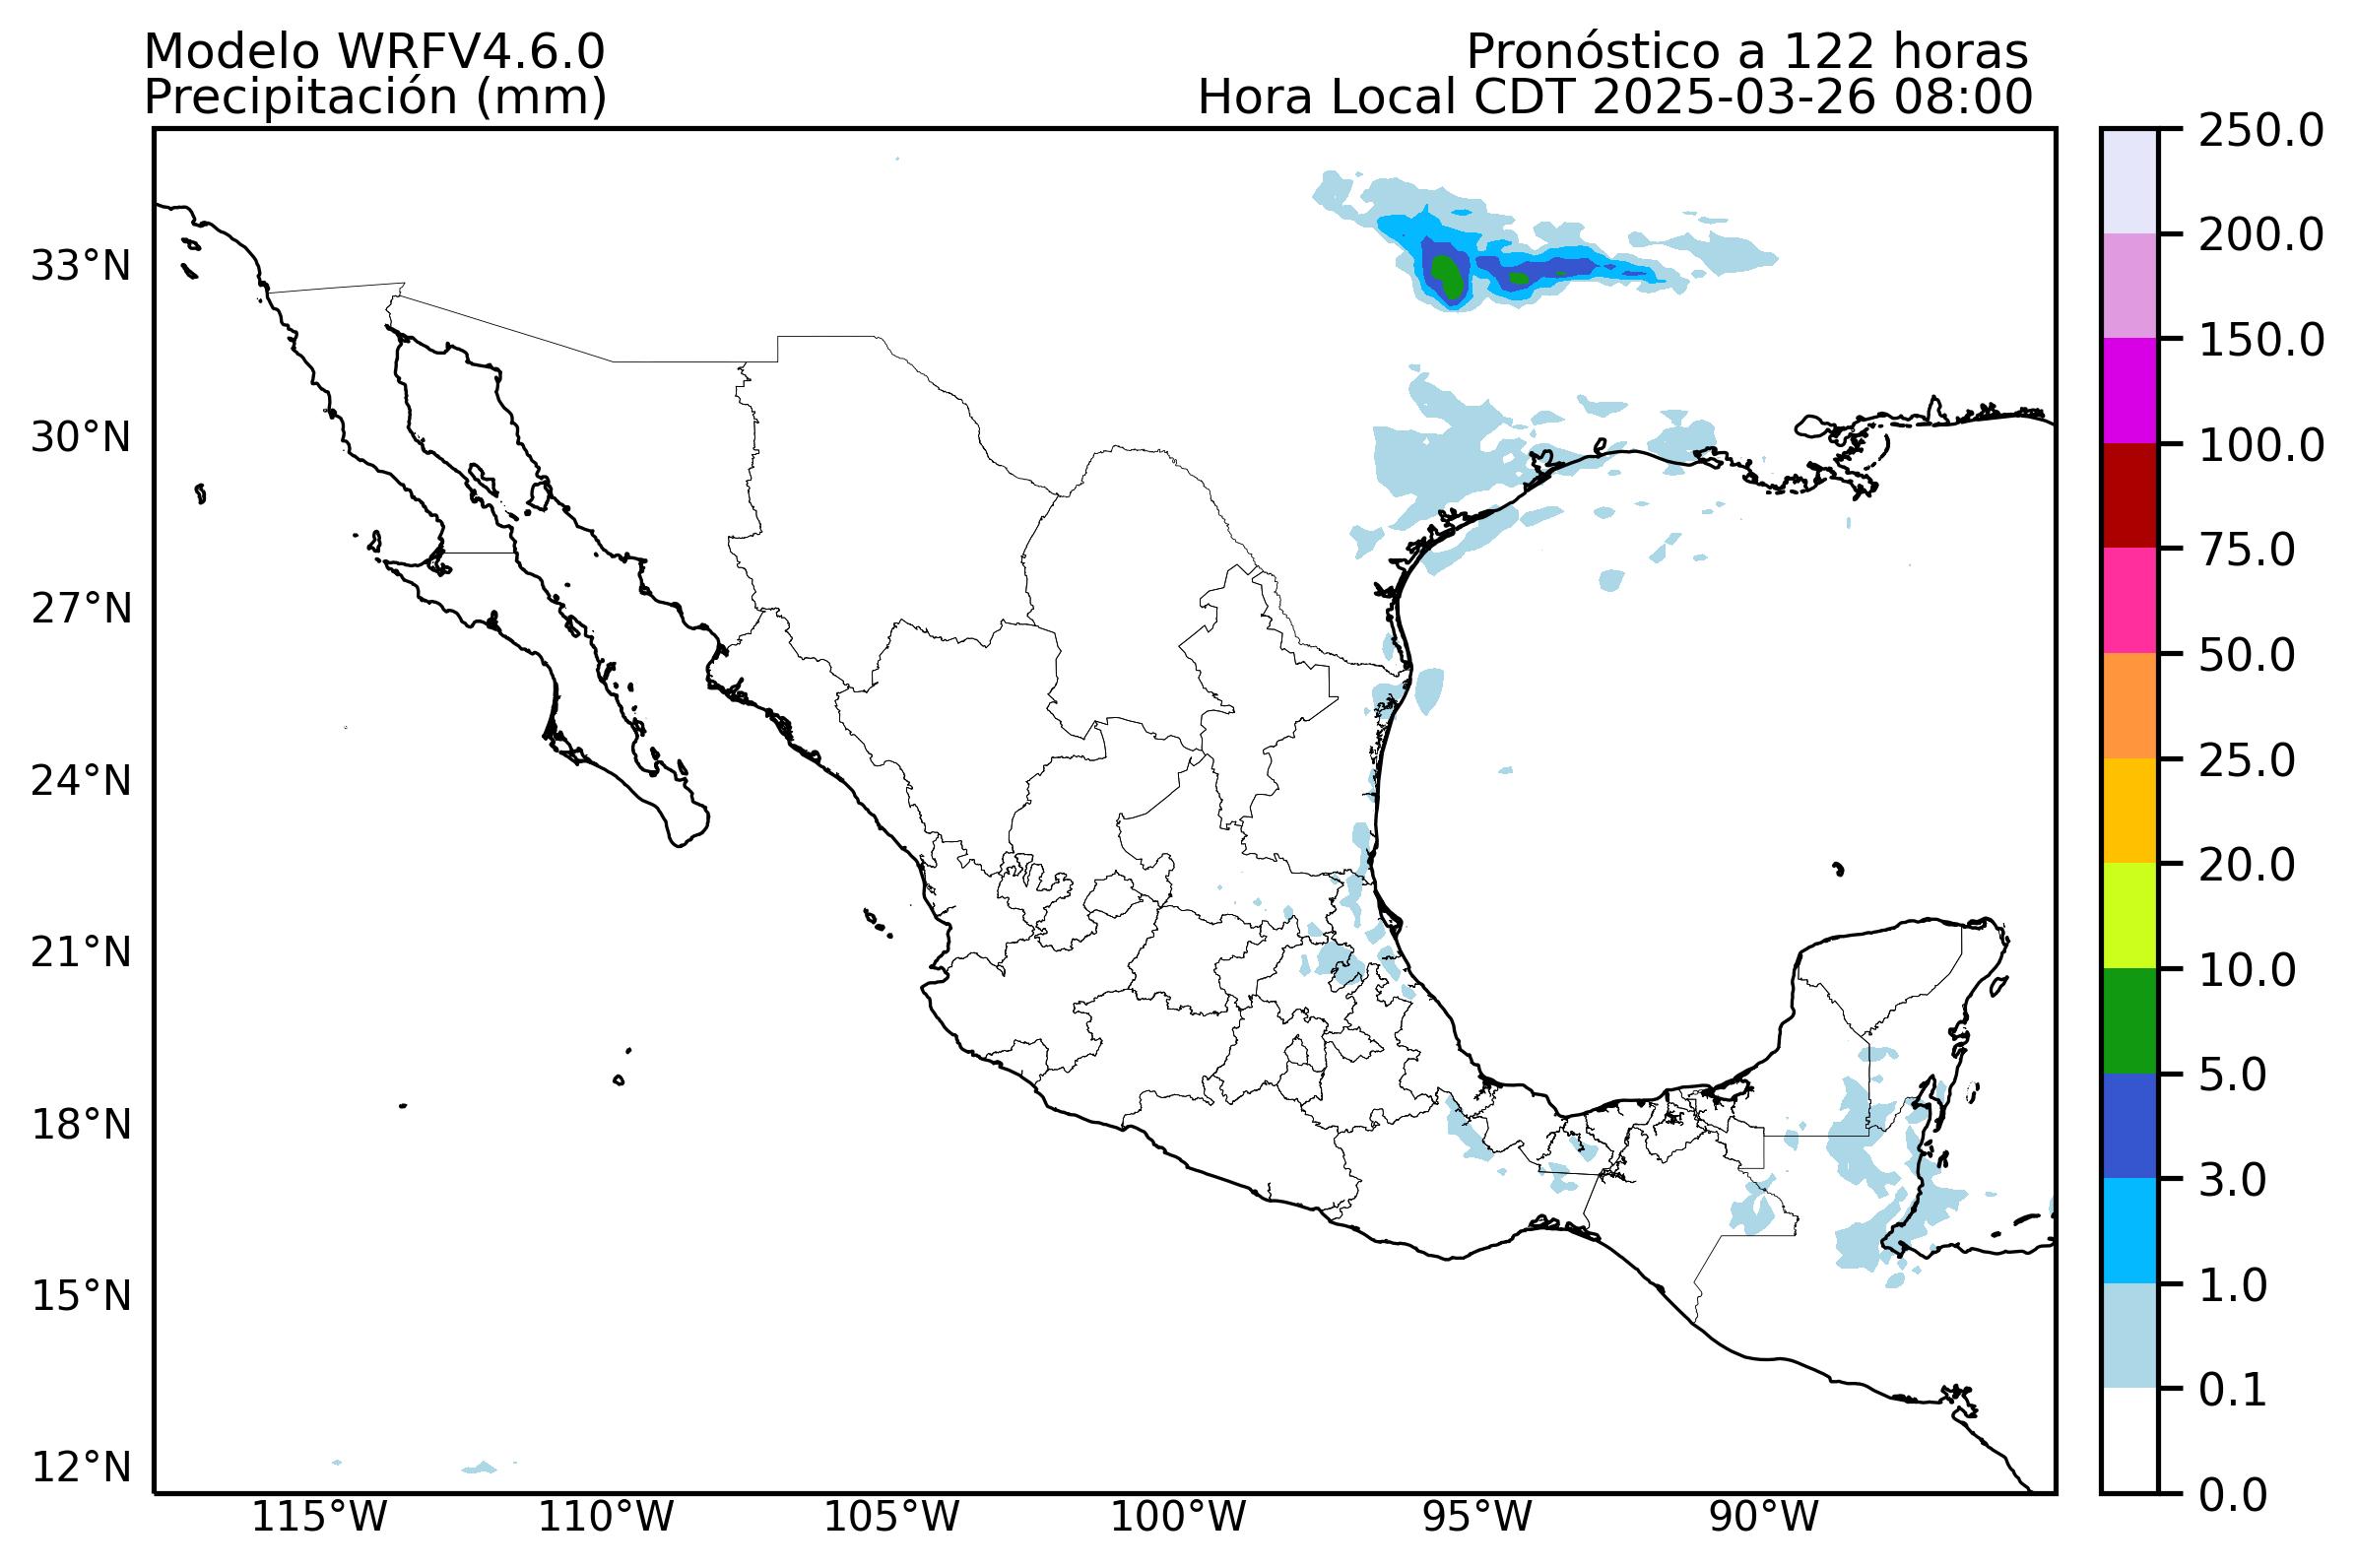 Modelo WRFV4.6.0
Precipitación (mm)
Pronóstico a 122 horas
Hora Local CDT 2025-03-26 08:00
33°N
30°N
27°N
24°N
21°N
18°N
15°N
12°N
115°W
110°W
105°W
100°W
95°W
90°W
250.0
200.0
150.0
100.0
75.0
50.0
25.0
20.0
10.0
5.0
3.0
1.0
0.1
0.0